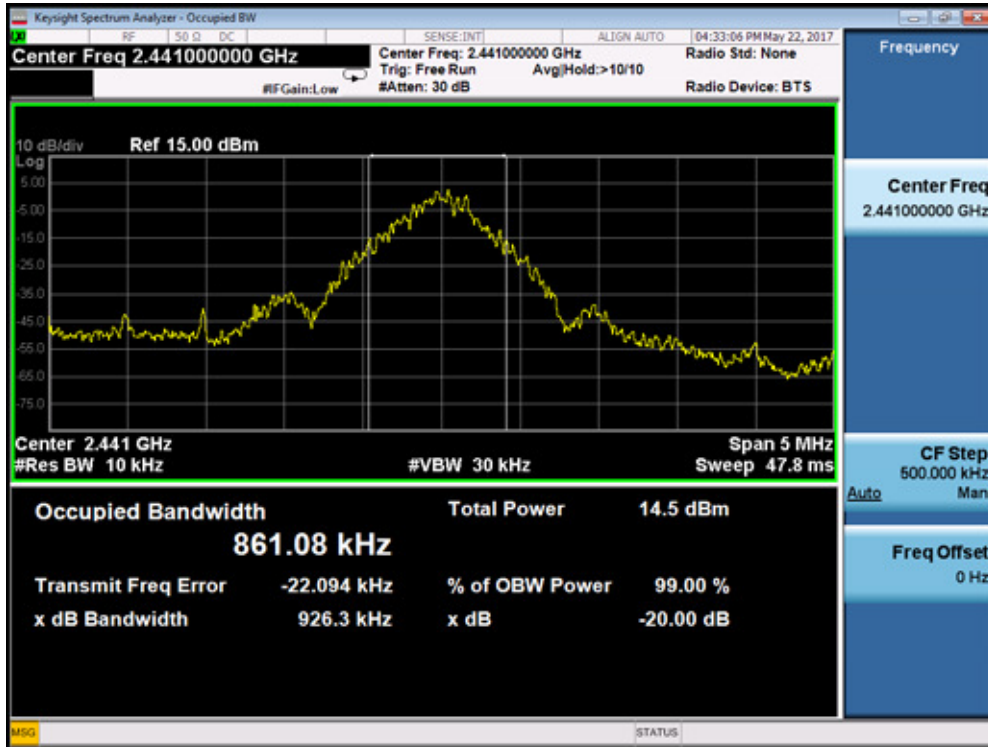 Keysight Spectrum Analyzer - Occupied BW
RF 50 Ω DC SENSE:INT ALIGN AUTO 04:33:06 PM May 22, 2017
Center Freq 2.441000000 GHz
Center Freq: 2.441000000 GHz
Radio Std: None
Trig: Free Run Avg|Hold:>10/10
#IFGain:Low
#Atten: 30 dB
Radio Device: BTS
Frequency
10 dB/div Ref 15.00 dBm
Log
5.00
-5.00
-15.0
-25.0
-35.0
-45.0
-55.0
-65.0
-75.0
Center 2.441 GHz
Span 5 MHz
#Res BW 10 kHz
#VBW 30 kHz
Sweep 47.8 ms
Center Freq
2.441000000 GHz
CF Step
500.000 kHz
Auto Man
Freq Offset
0 Hz
Occupied Bandwidth
861.08 kHz
Total Power 14.5 dBm
Transmit Freq Error -22.094 kHz
% of OBW Power 99.00 %
x dB Bandwidth 926.3 kHz
x dB -20.00 dB
MSG
STATUS